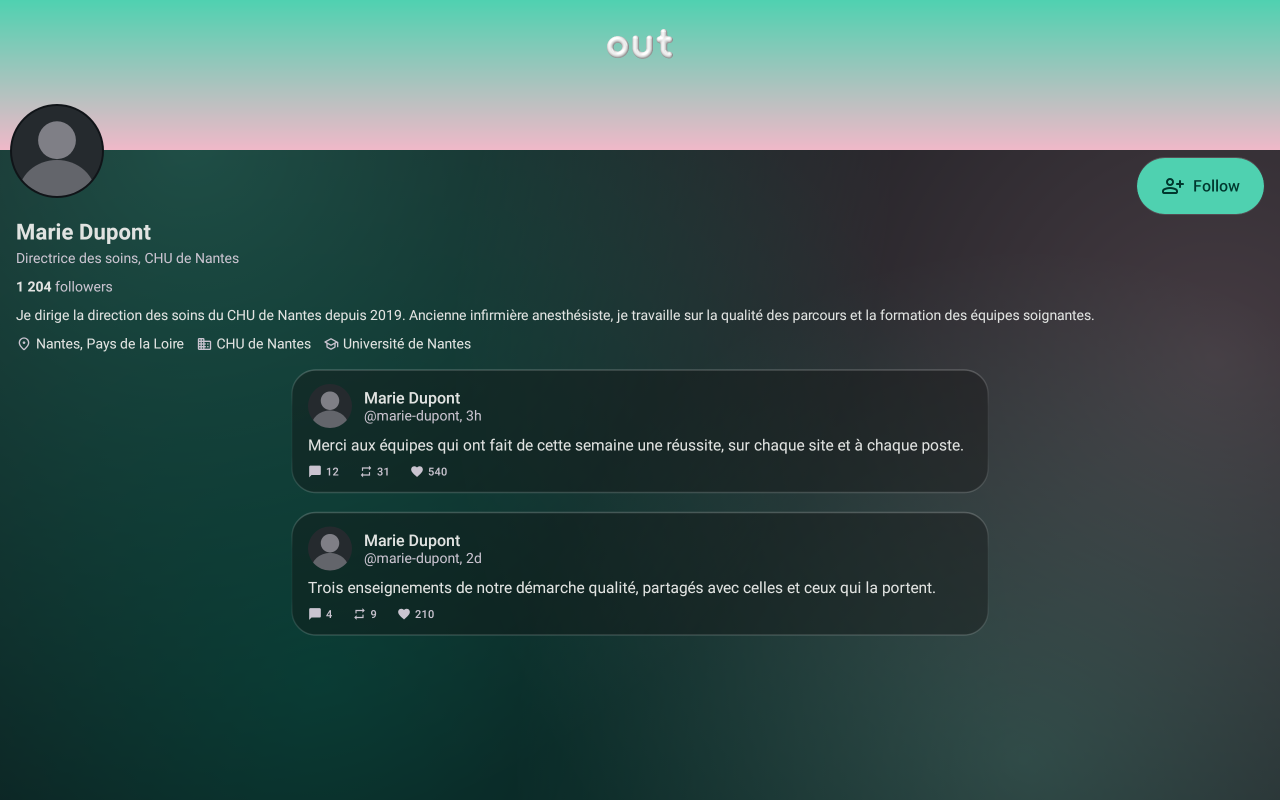 out
Follow
Marie Dupont
Directrice des soins, CHU de Nantes
1 204 followers
Je dirige la direction des soins du CHU de Nantes depuis 2019. Ancienne infirmière anesthésiste, je travaille sur la qualité des parcours et la formation des équipes soignantes.
Nantes, Pays de la Loire CHU de Nantes Université de Nantes
Marie Dupont
@marie-dupont, 3h
Merci aux équipes qui ont fait de cette semaine une réussite, sur chaque site et à chaque poste.
12 31 540
Marie Dupont
@marie-dupont, 2d
Trois enseignements de notre démarche qualité, partagés avec celles et ceux qui la portent.
4 9 210